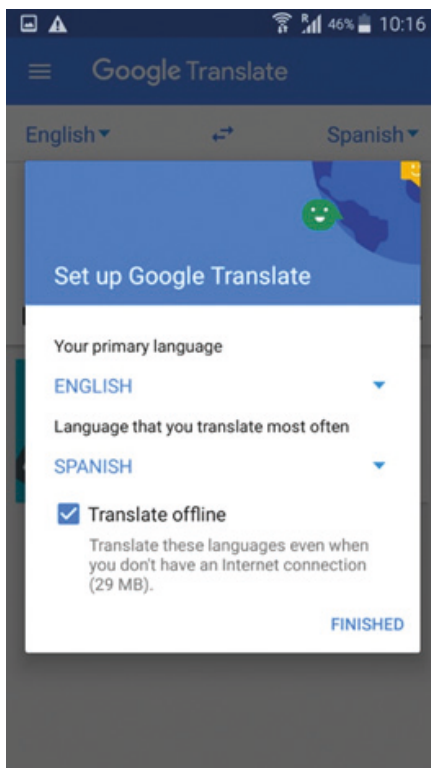 46% 10:16
Google Translate
English Spanish
Set up Google Translate
Your primary language
ENGLISH
Language that you translate most often
SPANISH
Translate offline
Translate these languages even when
you don't have an Internet connection
(29 MB).
FINISHED